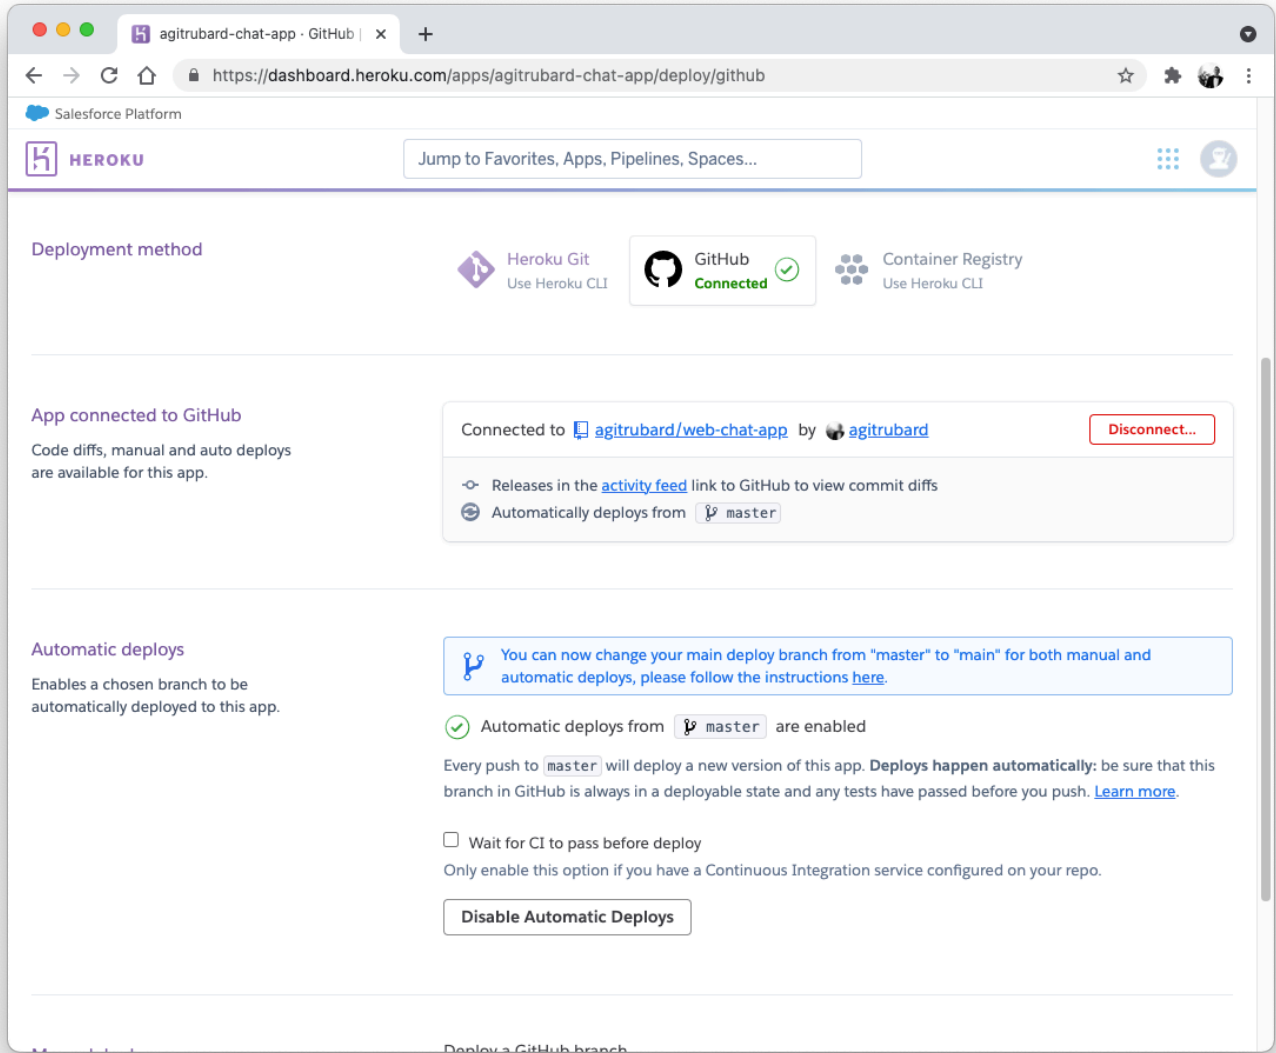 agitrubard-chat-app · GitHub |
https://dashboard.heroku.com/apps/agitrubard-chat-app/deploy/github
Salesforce Platform
HEROKU
Jump to Favorites, Apps, Pipelines, Spaces...
Deployment method
Heroku Git
Use Heroku CLI
GitHub
Connected
Container Registry
Use Heroku CLI
App connected to GitHub
Code diffs, manual and auto deploys
are available for this app.
Connected to agitrubard/web-chat-app by agitrubard
Disconnect...
Releases in the activity feed link to GitHub to view commit diffs
Automatically deploys from master
Automatic deploys
Enables a chosen branch to be
automatically deployed to this app.
You can now change your main deploy branch from "master" to "main" for both manual and
automatic deploys, please follow the instructions here.
Automatic deploys from master are enabled
Every push to master will deploy a new version of this app. Deploys happen automatically: be sure that this
branch in GitHub is always in a deployable state and any tests have passed before you push. Learn more.
Wait for CI to pass before deploy
Only enable this option if you have a Continuous Integration service configured on your repo.
Disable Automatic Deploys
Deploy a GitHub branch